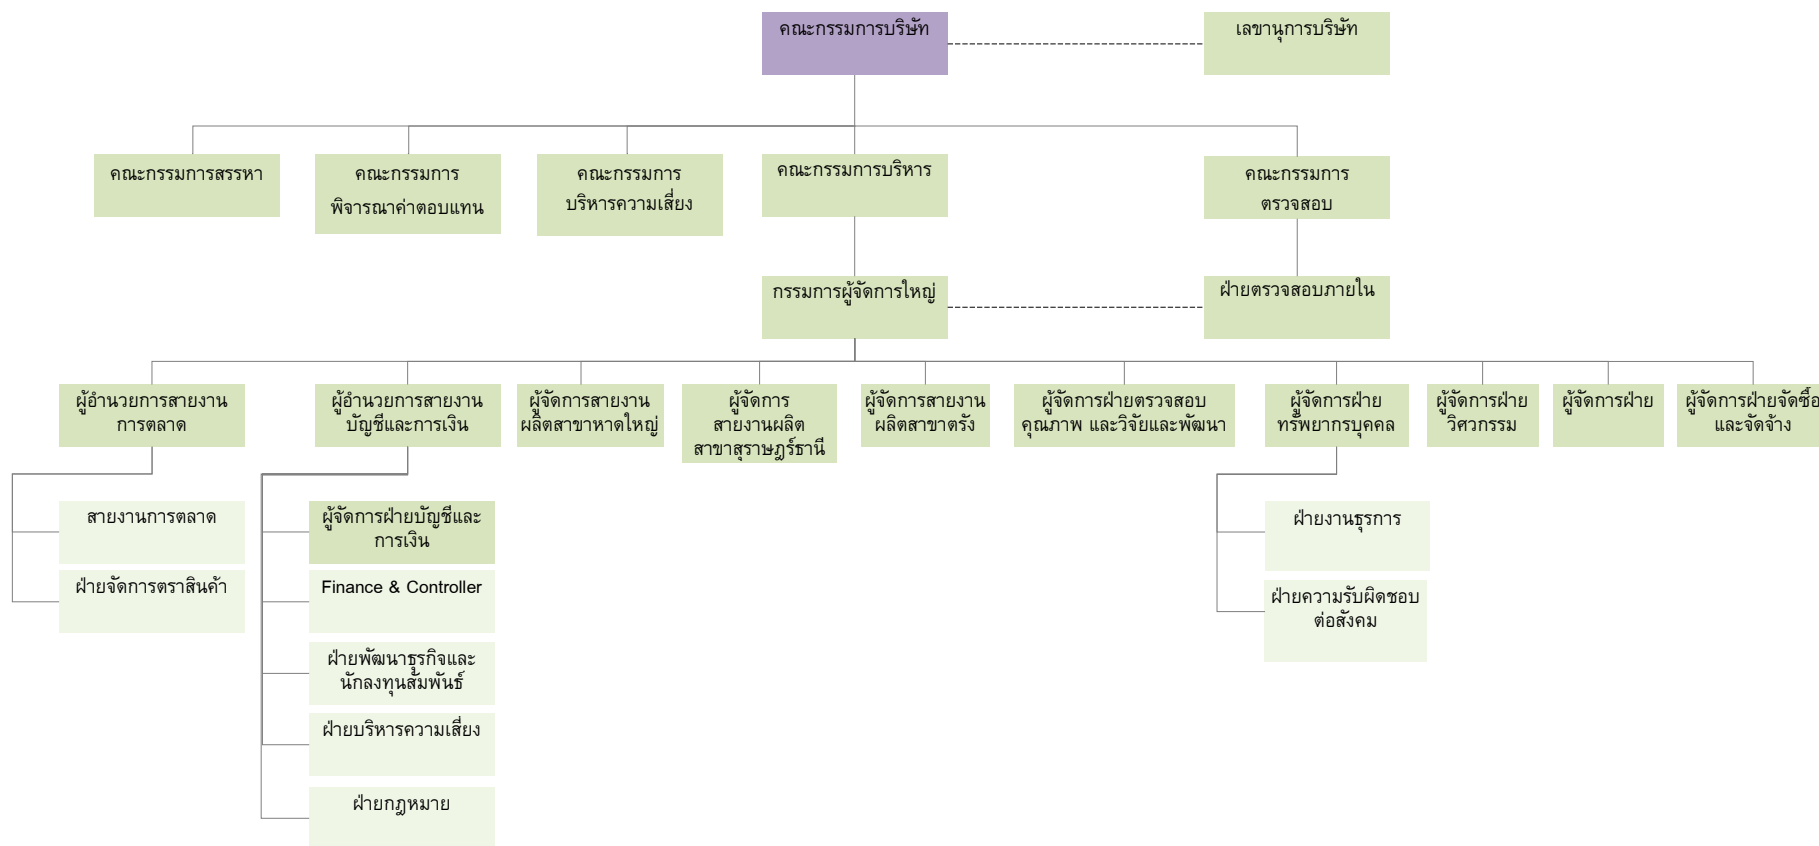 คณะกรรมการบริษัท
เลขานุการบริษัท
คณะกรรมการสรรหา
คณะกรรมการ
พิจารณาค่าตอบแทน
คณะกรรมการ
บริหารความเสี่ยง
คณะกรรมการบริหาร
คณะกรรมการ
ตรวจสอบ
กรรมการผู้จัดการใหญ่
ฝ่ายตรวจสอบภายใน
ผู้อำนวยการสายงาน
การตลาด
ผู้อำนวยการสายงาน
บัญชีและการเงิน
ผู้จัดการสายงาน
ผลิตสาขาหาดใหญ่
ผู้จัดการ
สายงานผลิต
สาขาสุราษฎร์ธานี
ผู้จัดการสายงาน
ผลิตสาขาตรัง
ผู้จัดการฝ่ายตรวจสอบ
คุณภาพ และวิจัยและพัฒนา
ผู้จัดการฝ่าย
ทรัพยากรบุคคล
ผู้จัดการฝ่าย
วิศวกรรม
ผู้จัดการฝ่าย
ผู้จัดการฝ่ายจัดซื้อ
และจัดจ้าง
สายงานการตลาด
ฝ่ายจัดการตราสินค้า
ผู้จัดการฝ่ายบัญชีและ
การเงิน
Finance & Controller
ฝ่ายพัฒนาธุรกิจและ
นักลงทุนสัมพันธ์
ฝ่ายบริหารความเสี่ยง
ฝ่ายกฎหมาย
ฝ่ายงานธุรการ
ฝ่ายความรับผิดชอบ
ต่อสังคม